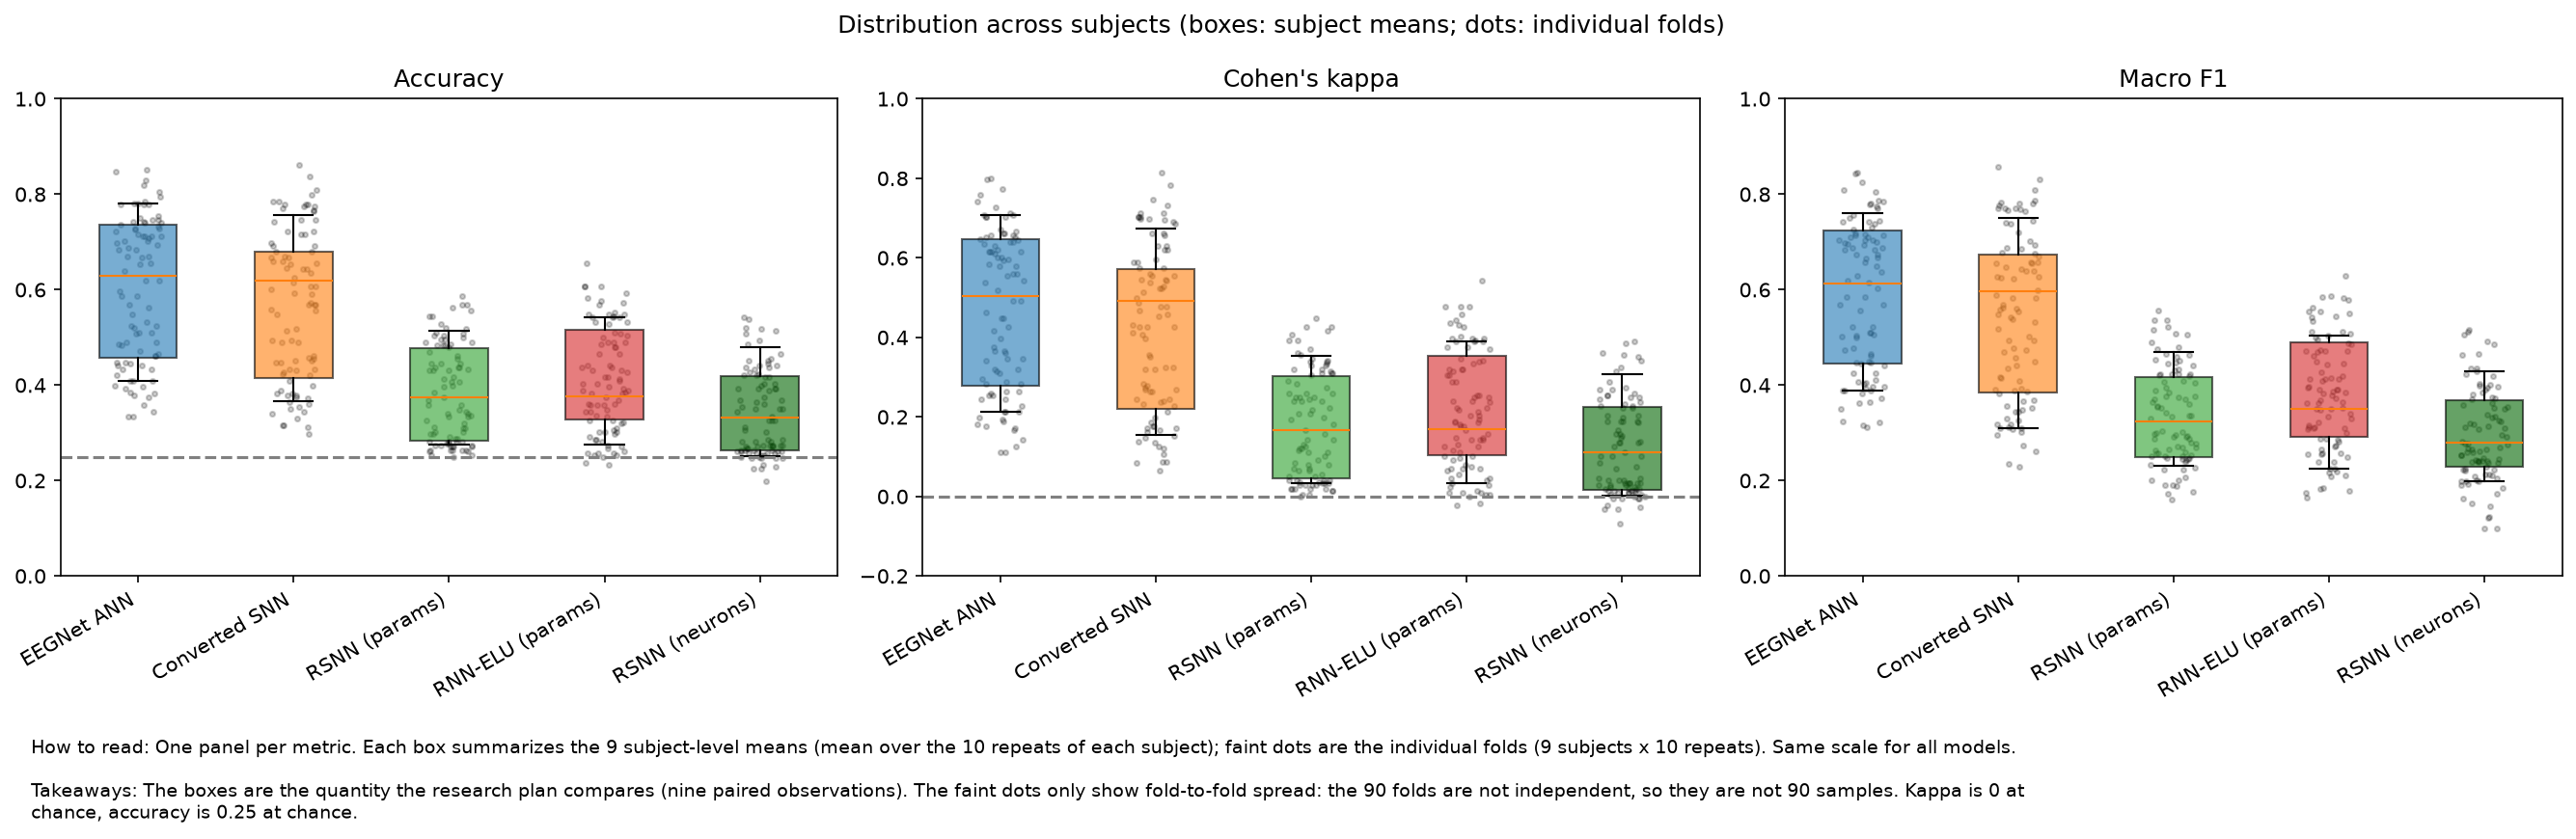 Distribution across subjects (boxes: subject means; dots: individual folds)
Accuracy
1.0
0.8
0.6
0.4
0.2
0.0
EEGNet ANN
Converted SNN
RSNN (params)
RNN-ELU (params)
RSNN (neurons)
Cohen's kappa
1.0
0.8
0.6
0.4
0.2
0.0
−0.2
EEGNet ANN
Converted SNN
RSNN (params)
RNN-ELU (params)
RSNN (neurons)
Macro F1
1.0
0.8
0.6
0.4
0.2
0.0
EEGNet ANN
Converted SNN
RSNN (params)
RNN-ELU (params)
RSNN (neurons)
How to read: One panel per metric. Each box summarizes the 9 subject-level means (mean over the 10 repeats of each subject); faint dots are the individual folds (9 subjects x 10 repeats). Same scale for all models.
Takeaways: The boxes are the quantity the research plan compares (nine paired observations). The faint dots only show fold-to-fold spread: the 90 folds are not independent, so they are not 90 samples. Kappa is 0 at
chance, accuracy is 0.25 at chance.